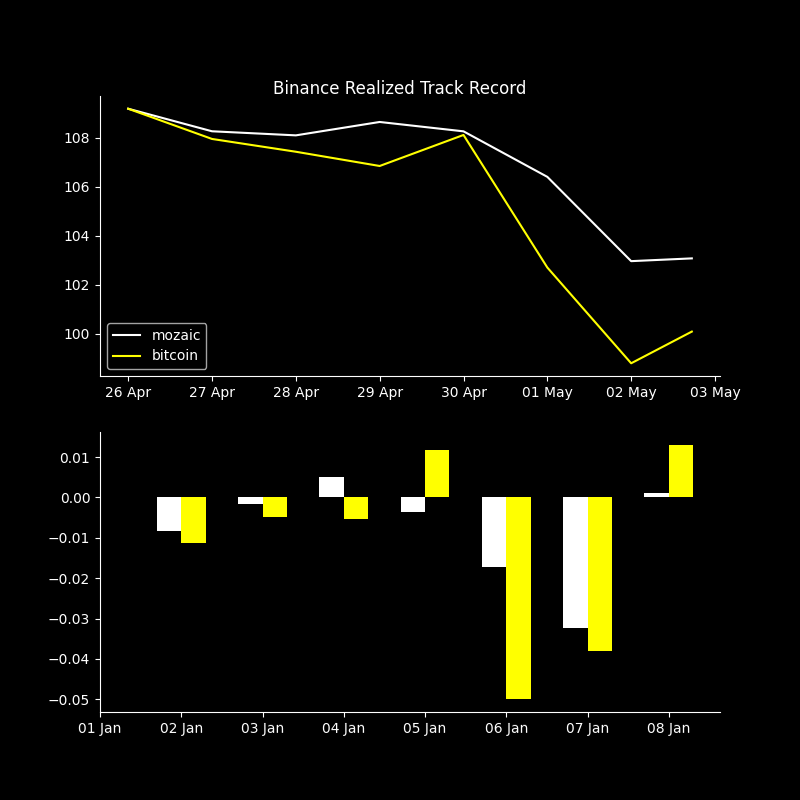 Binance Realized Track Record
108
106
104
102
100
mozaic
bitcoin
26 Apr 27 Apr 28 Apr 29 Apr 30 Apr 01 May 02 May 03 May
0.01
0.00
−0.01
−0.02
−0.03
−0.04
−0.05
01 Jan 02 Jan 03 Jan 04 Jan 05 Jan 06 Jan 07 Jan 08 Jan